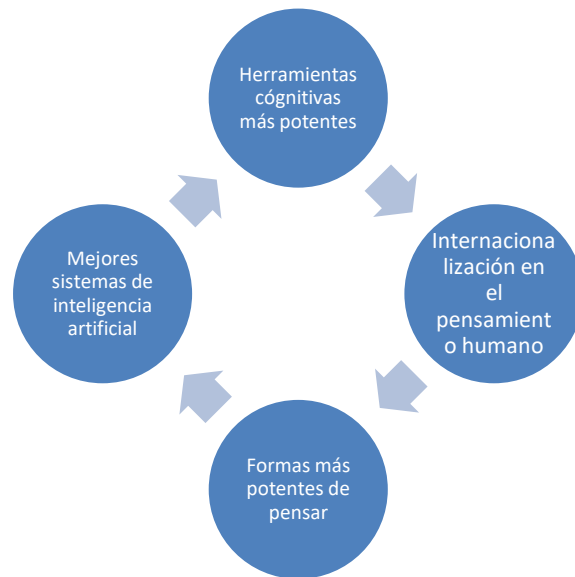 Herramientas
cógnitivas
más potentes
Internaciona
lización en
el
pensamient
o humano
Formas más
potentes de
pensar
Mejores
sistemas de
inteligencia
artificial